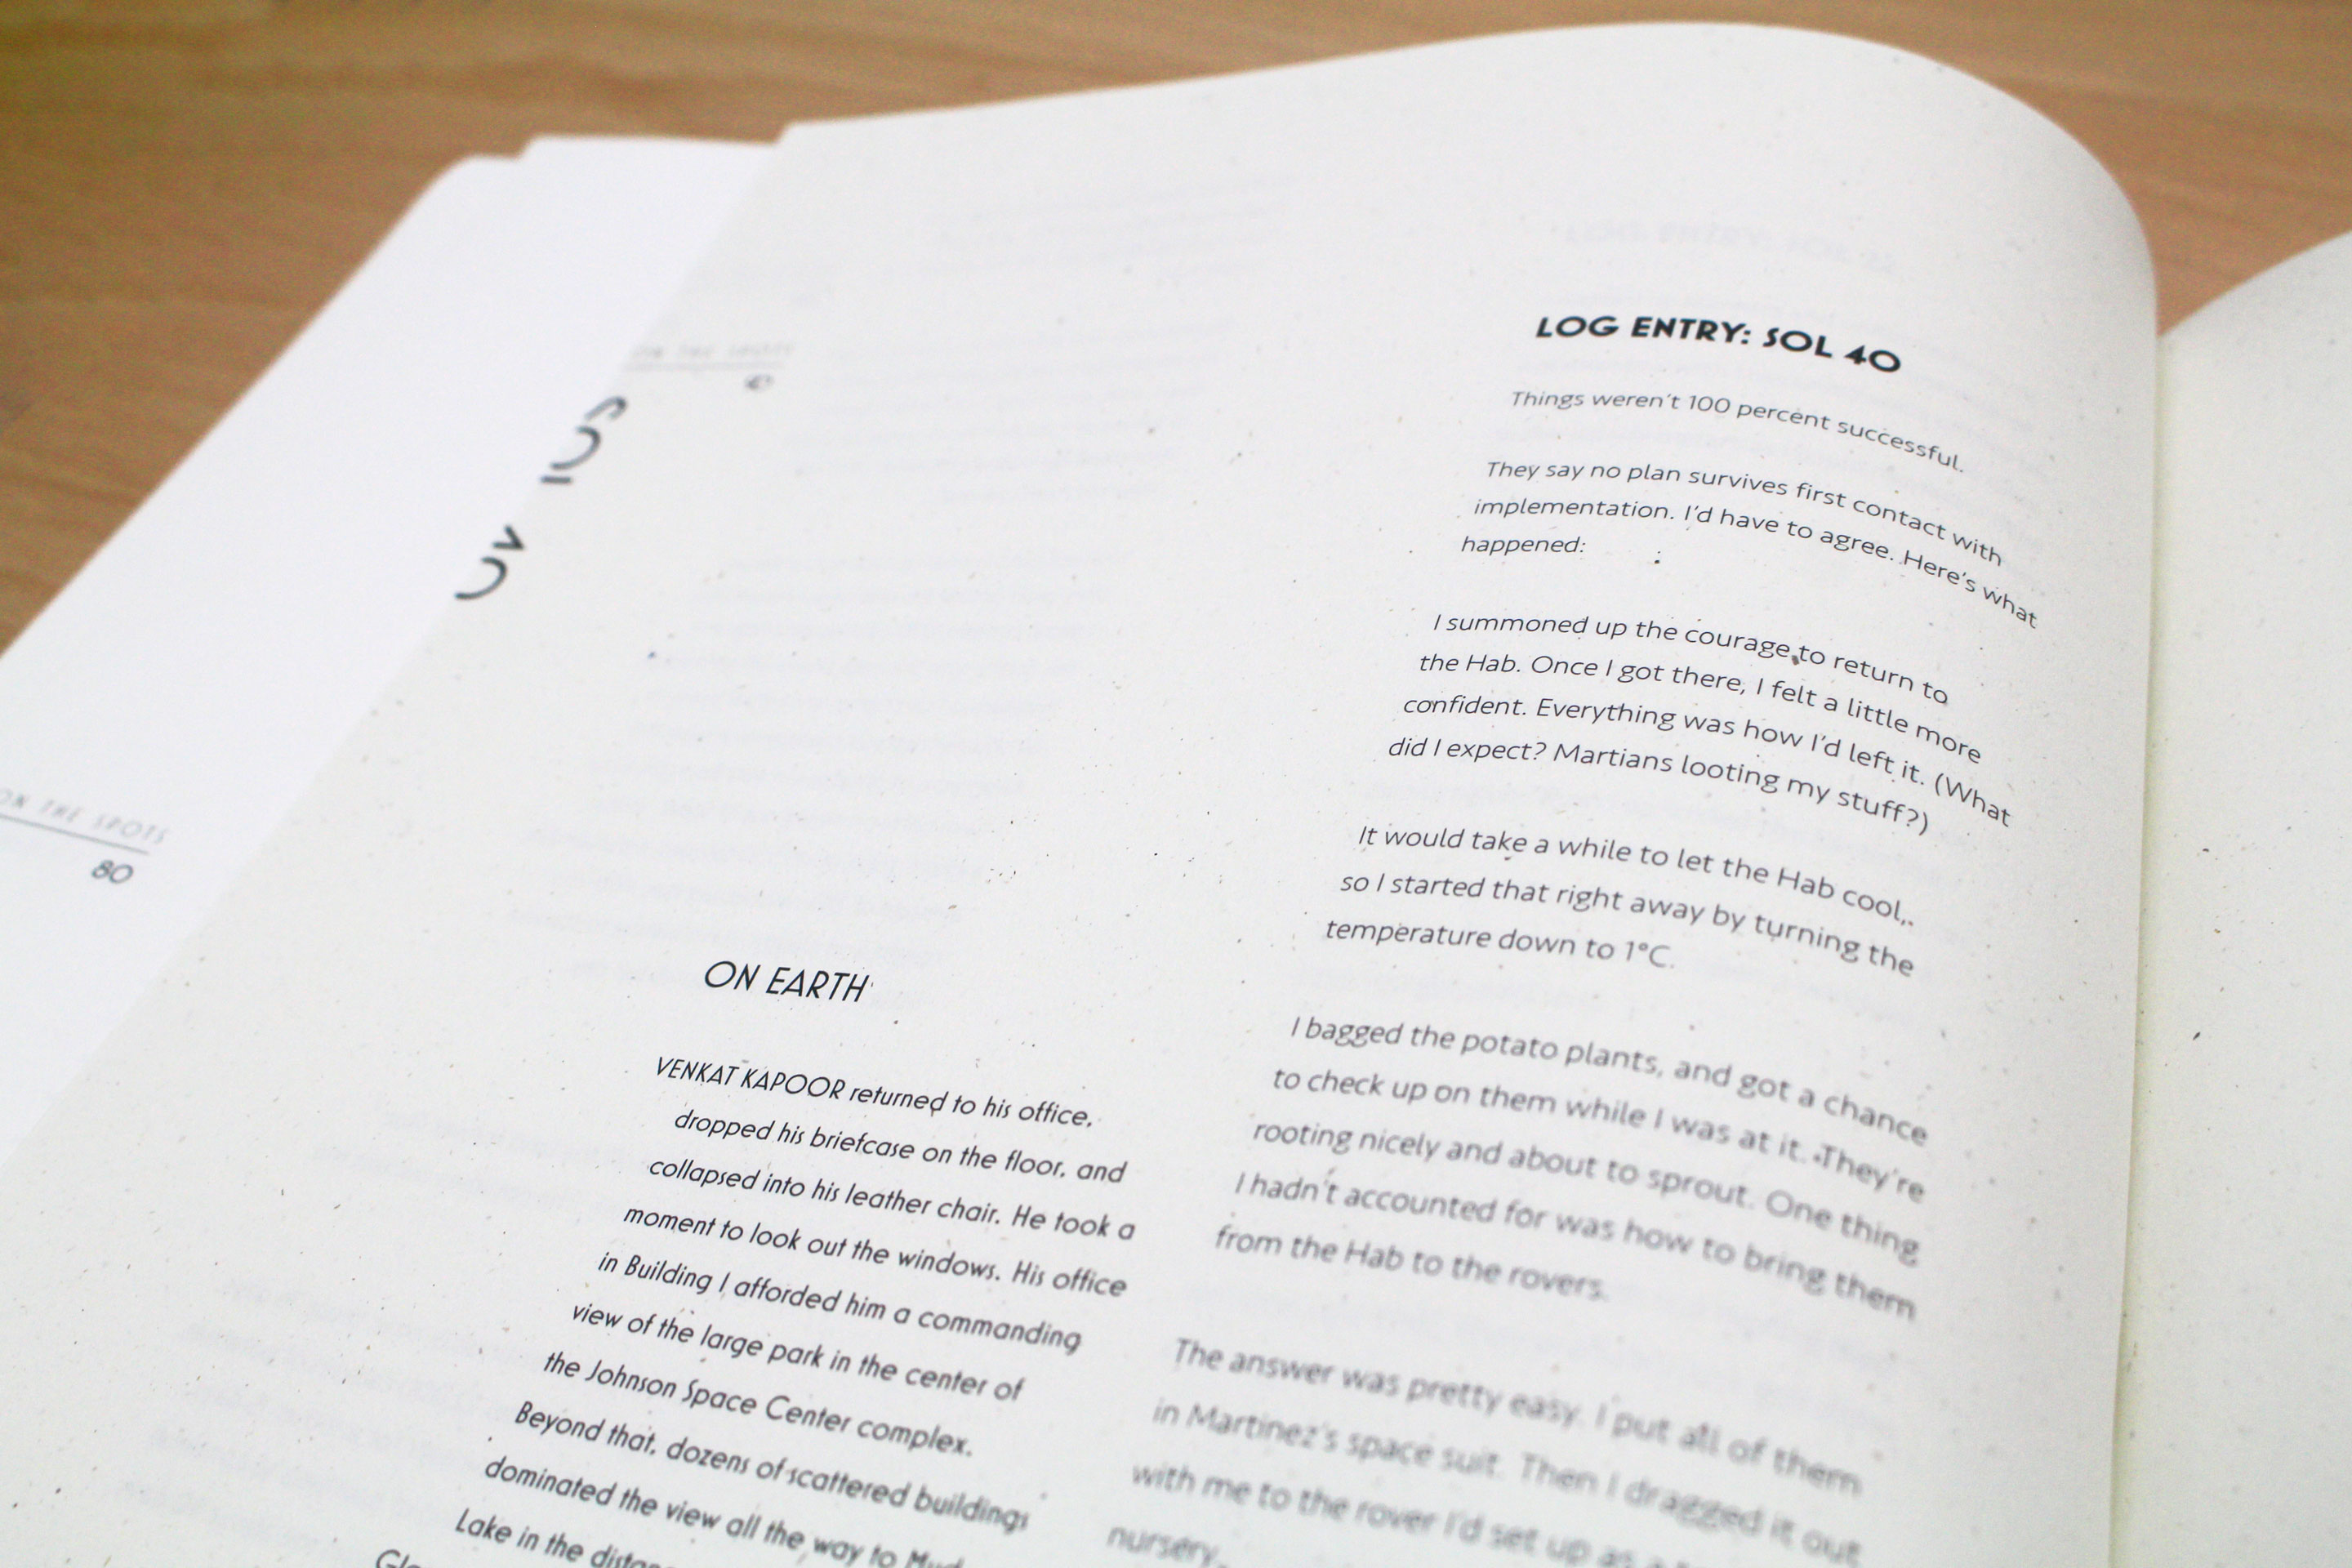 ON THE SPOTS
80
ON EARTH
VENKAT KAPOOR returned to his office,
dropped his briefcase on the floor, and
collapsed into his leather chair. He took a
moment to look out the windows. His office
in Building 1 afforded him a commanding
view of the large park in the center of
the Johnson Space Center complex.
Beyond that, dozens of scattered buildings
dominated the view all the way to
Lake in the
LOG ENTRY: SOL 40
Things weren't 100 percent successful.
They say no plan survives first contact with
implementation. I'd have to agree. Here's what
happened:
I summoned up the courage to return to
the Hab. Once I got there, I felt a little more
confident. Everything was how I'd left it. (What
did I expect? Martians looting my stuff?)
It would take a while to let the Hab cool,
so I started that right away by turning the
temperature down to 1°C.
I bagged the potato plants, and got a chance
to check up on them while I was at it. They're
rooting nicely and about to sprout. One thing
I hadn't accounted for was how to bring them
from the Hab to the rovers.
The answer was pretty easy. I put all of them
in Martinez's space suit. Then I dragged it out
with me to the rover I'd set up as a
nursery.